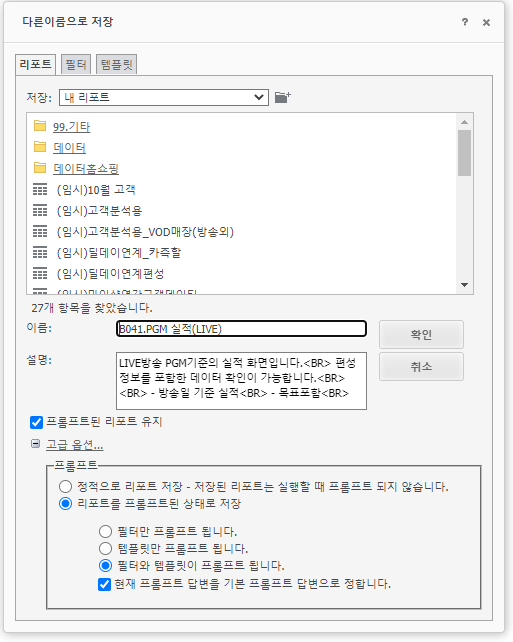 다른이름으로 저장
? ×
리포트 필터 템플릿
저장: 내 리포트
99.기타
데이터
데이터홈쇼핑
(임시)10월 고객
(임시)고객분석용
(임시)고객분석용_VOD매장(방송외)
(임시)딜데이연계_카즉할
(임시)딜데이연계편성
27개 항목을 찾았습니다.
이름: B041.PGM 실적(LIVE)
확인
설명: LIVE방송 PGM기준의 실적 화면입니다.<BR> 편성
정보를 포함한 데이터 확인이 가능합니다.<BR>
<BR> - 방송일 기준 실적<BR> - 목표포함<BR>
취소
프롬프트된 리포트 유지
고급 옵션...
프롬프트
정적으로 리포트 저장 - 저장된 리포트는 실행할 때 프롬프트 되지 않습니다.
리포트를 프롬프트된 상태로 저장
필터만 프롬프트 됩니다.
템플릿만 프롬프트 됩니다.
필터와 템플릿이 프롬프트 됩니다.
현재 프롬프트 답변을 기본 프롬프트 답변으로 정합니다.